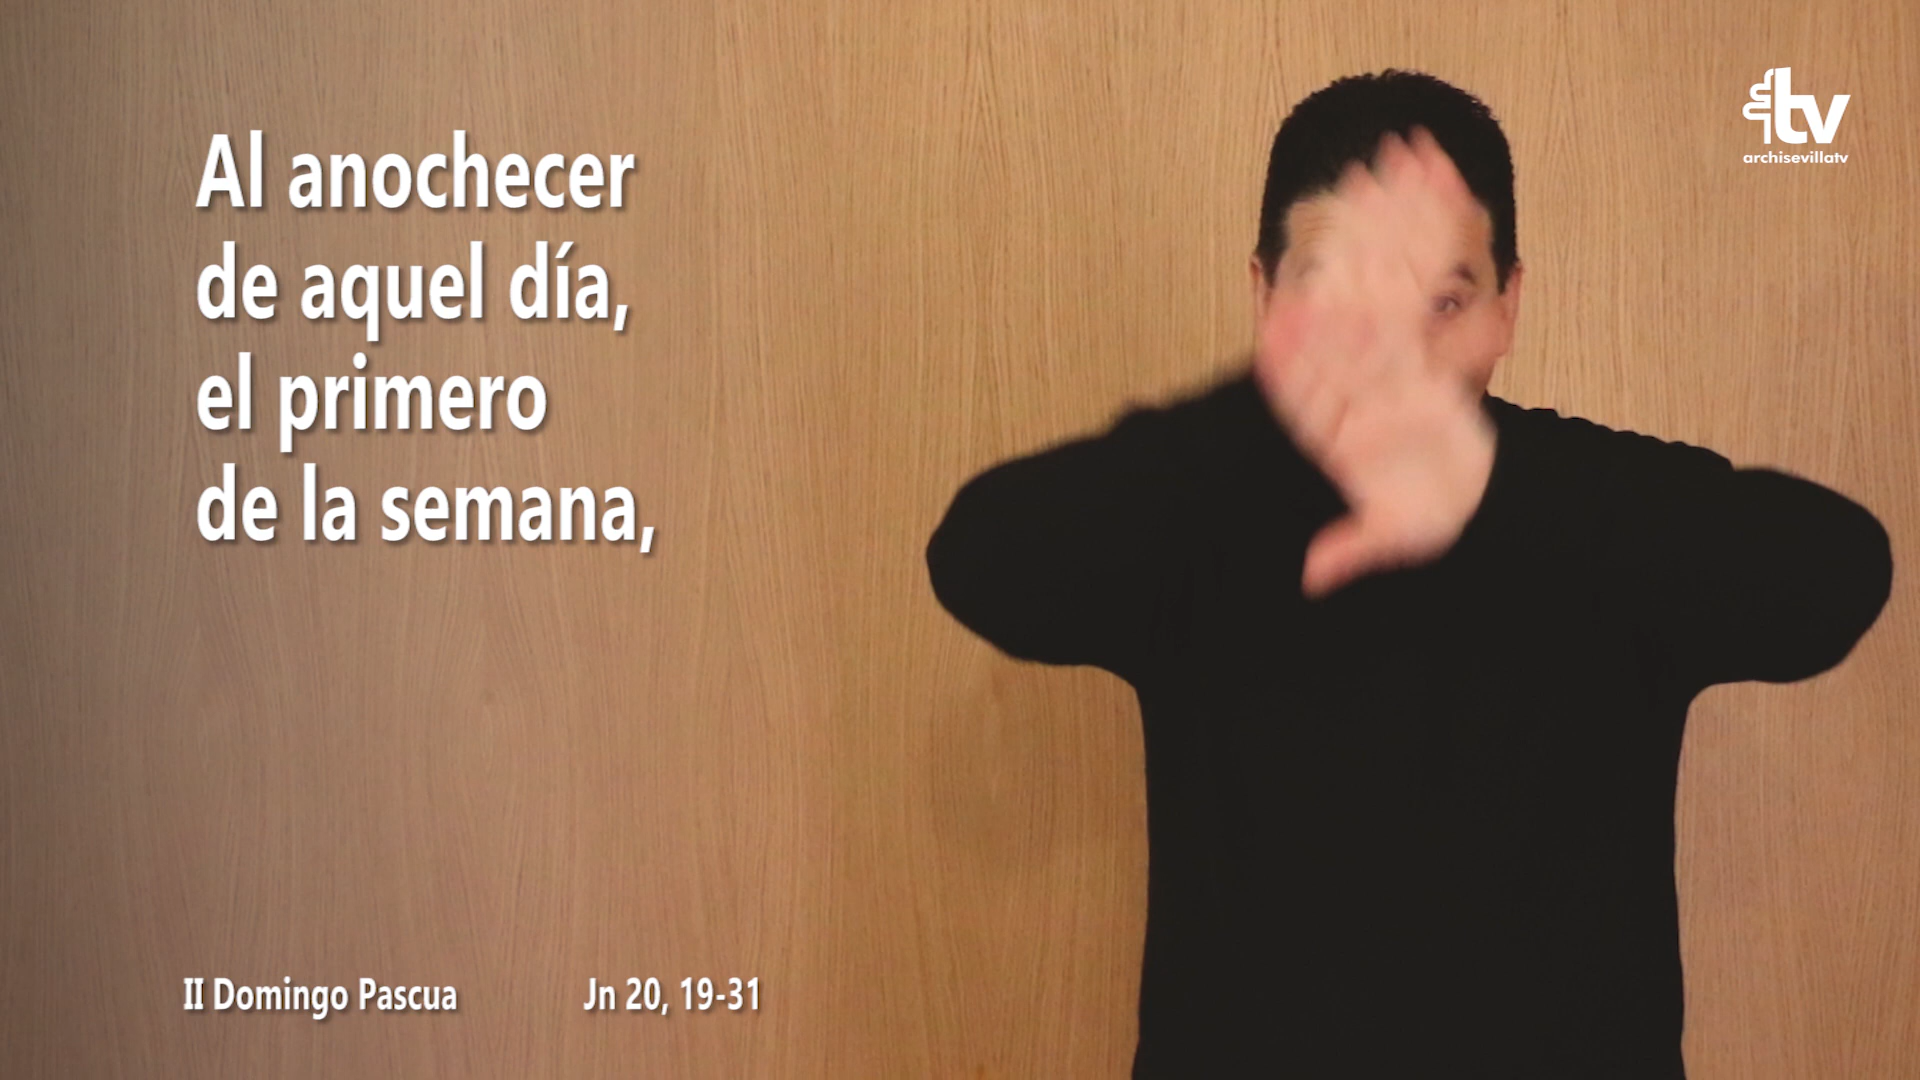 Al anochecer
de aquel día,
el primero
de la semana,
II Domingo Pascua
Jn 20, 19-31
tv
archisevillatv